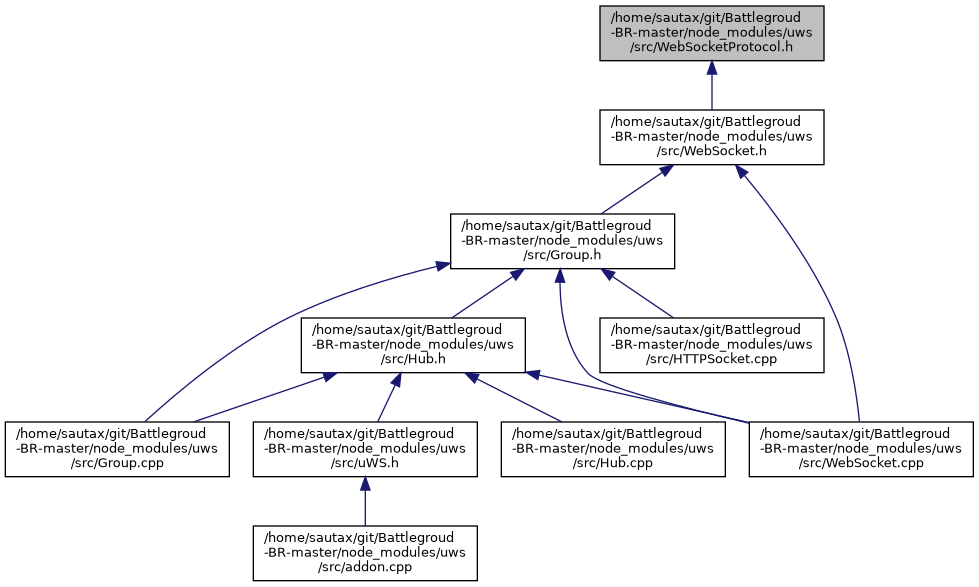 /home/sautax/git/Battlegroud
-BR-master/node_modules/uws
/src/WebSocketProtocol.h
/home/sautax/git/Battlegroud
-BR-master/node_modules/uws
/src/WebSocket.h
/home/sautax/git/Battlegroud
-BR-master/node_modules/uws
/src/Group.h
/home/sautax/git/Battlegroud
-BR-master/node_modules/uws
/src/Hub.h
/home/sautax/git/Battlegroud
-BR-master/node_modules/uws
/src/HTTPSocket.cpp
/home/sautax/git/Battlegroud
-BR-master/node_modules/uws
/src/Group.cpp
/home/sautax/git/Battlegroud
-BR-master/node_modules/uws
/src/uWS.h
/home/sautax/git/Battlegroud
-BR-master/node_modules/uws
/src/Hub.cpp
/home/sautax/git/Battlegroud
-BR-master/node_modules/uws
/src/WebSocket.cpp
/home/sautax/git/Battlegroud
-BR-master/node_modules/uws
/src/addon.cpp